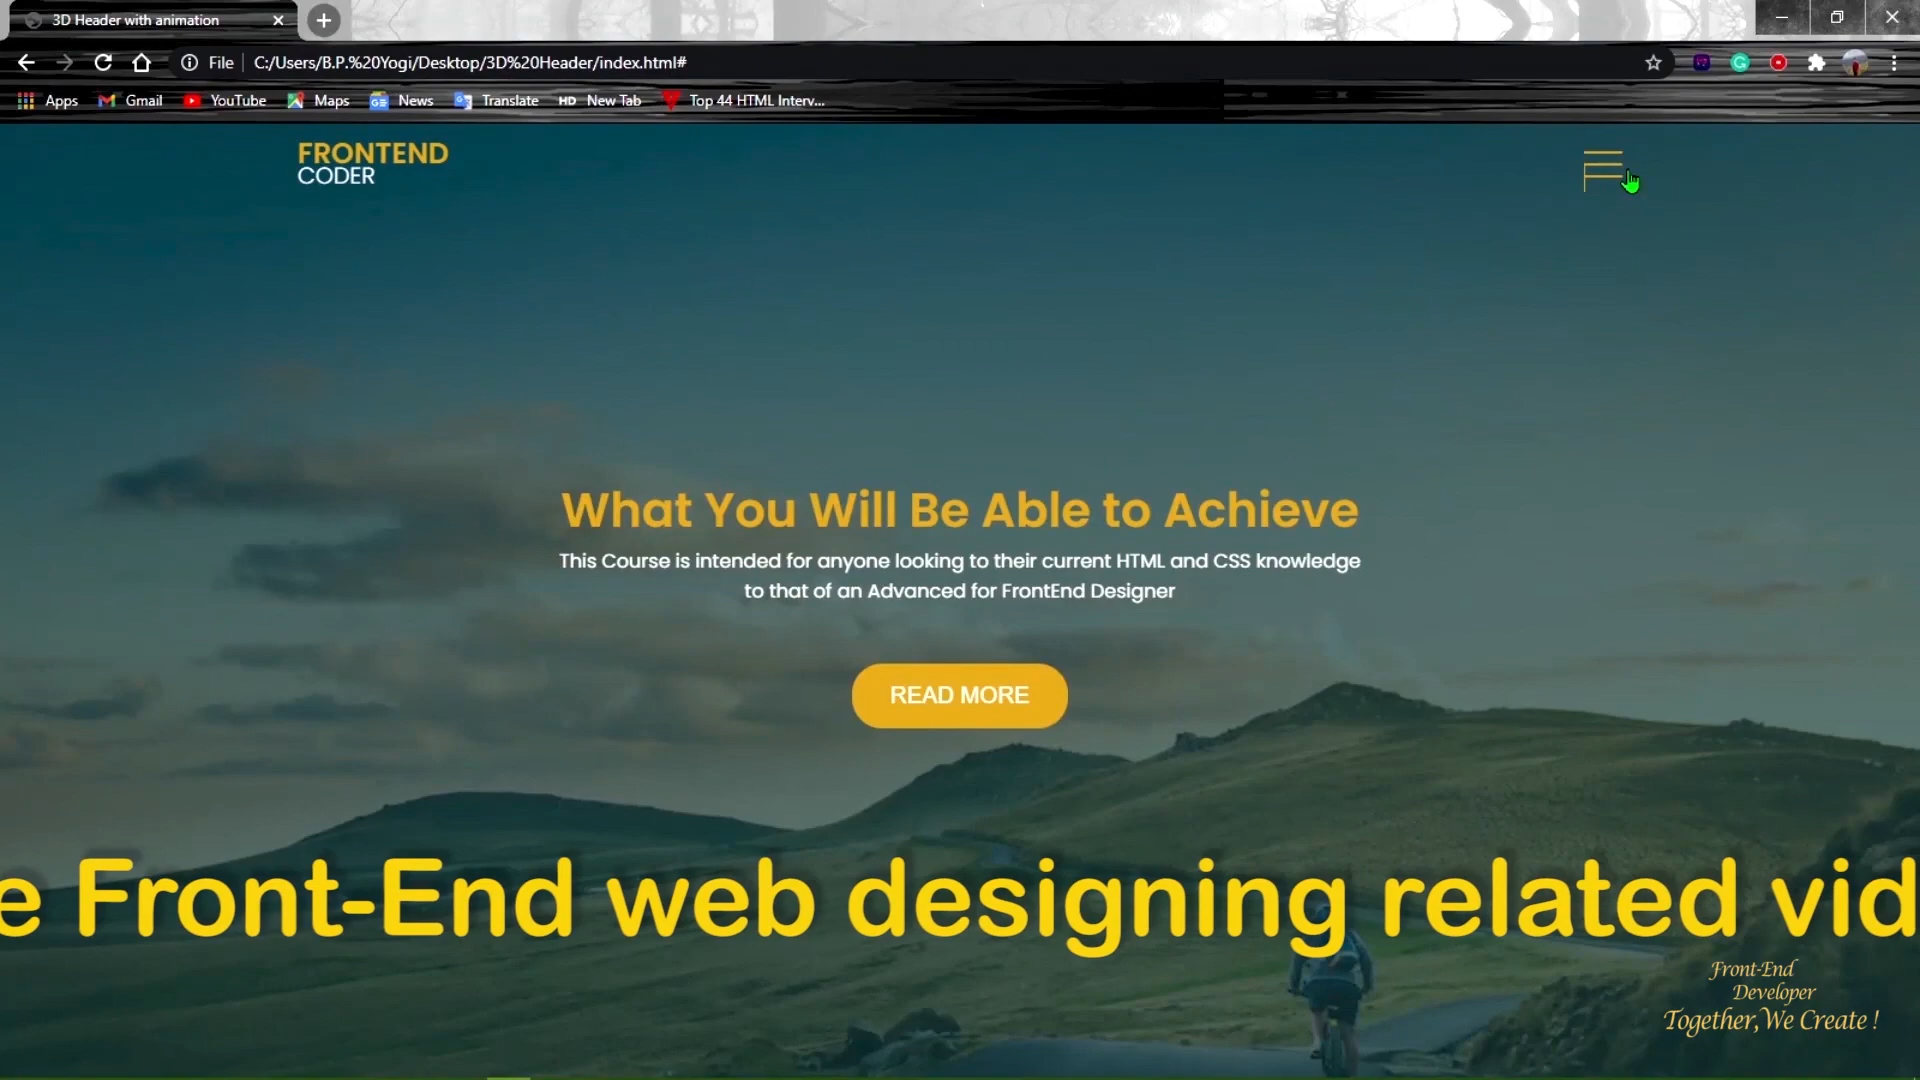 3D Header with animation
File C:/Users/B.P.%20Yogi/Desktop/3D%20Header/index.html#
Apps Gmail YouTube Maps News Translate HD New Tab Top 44 HTML Interv...
FRONTEND
CODER
What You Will Be Able to Achieve
This Course is intended for anyone looking to their current HTML and CSS knowledge
to that of an Advanced for FrontEnd Designer
READ MORE
e Front-End web designing related vid
Front-End
Developer
Together,We Create !